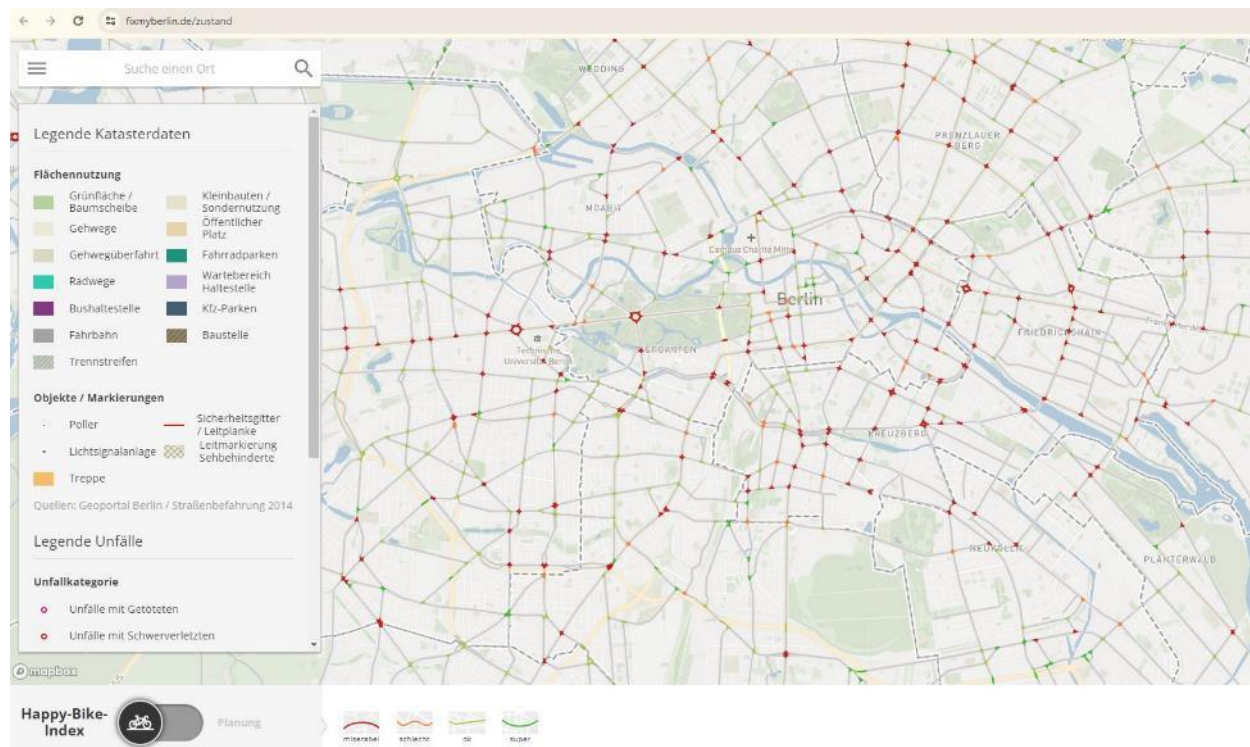 fixmyberlin.de/zustand
Suche einen Ort
Legende Katasterdaten
Flächennutzung
Grünfläche /
Baumscheibe
Kleinbauten /
Sondernutzung
Gehwege
Öffentlicher
Platz
Gehwegüberfahrt
Fahrradparken
Radwege
Wartebereich
Haltestelle
Bushaltestelle
Kfz-Parken
Fahrbahn
Baustelle
Trennstreifen
Objekte / Markierungen
Poller
Sicherheitsgitter
/ Leitplanke
Lichtsignalanlage
Leitmarkierung
Sehbehinderte
Treppe
Quellen: Geoportal Berlin / Straßenbefahrung 2014
Legende Unfälle
Unfallkategorie
Unfälle mit Getöteten
Unfälle mit Schwerverletzten
mapbox
Happy-Bike-
Index
Planung
miserabel
schlecht
ok
super
WEDDING
PRENZLAUER
BERG
MOABIT
Campus Charité Mitte
Berlin
FRIEDRICHSHAIN
Technische
Universität Berlin
KREUZBERG
NEUKÖLLN
PLÄNTERWALD